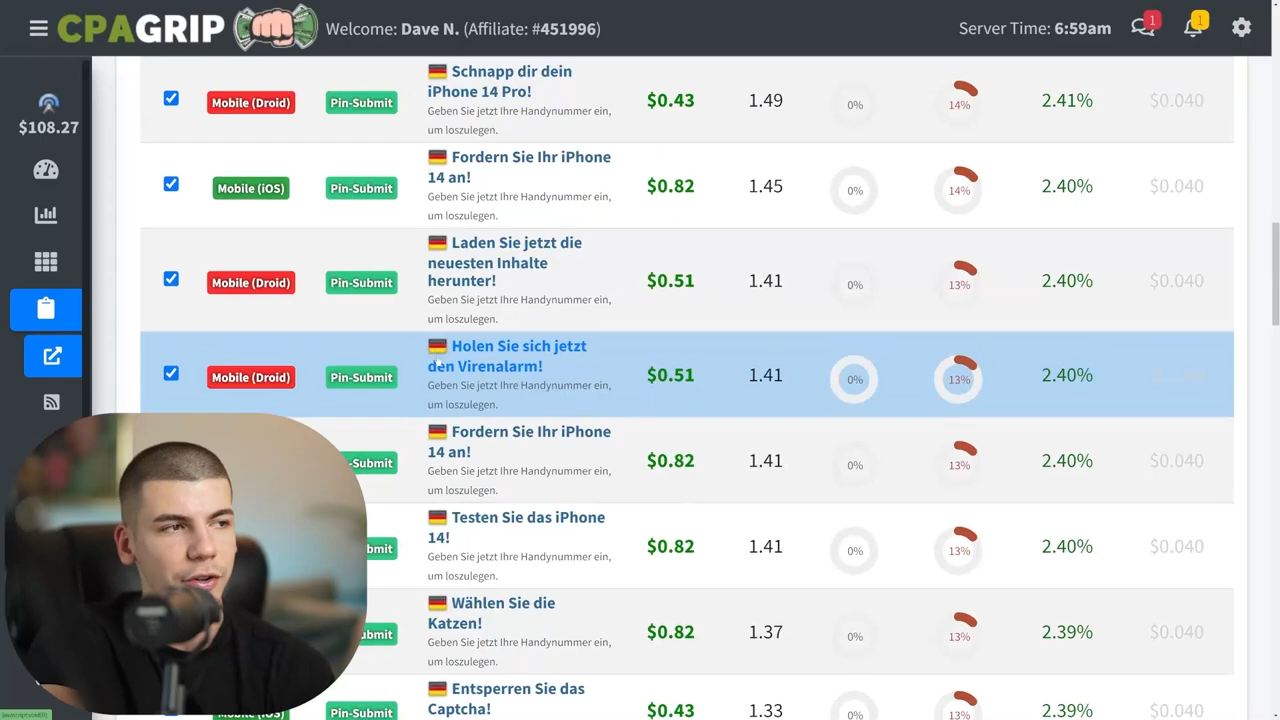 CPAGRIP
Welcome: Dave N. (Affiliate: #451996)
Server Time: 6:59am
1
1
$108.27
Mobile (Droid)
Pin-Submit
Schnapp dir dein
iPhone 14 Pro!
Geben Sie jetzt Ihre Handynummer ein,
um loszulegen.
$0.43
1.49
0%
14%
2.41%
$0.040
Mobile (iOS)
Pin-Submit
Fordern Sie Ihr iPhone
14 an!
Geben Sie jetzt Ihre Handynummer ein,
um loszulegen.
$0.82
1.45
0%
14%
2.40%
$0.040
Mobile (Droid)
Pin-Submit
Laden Sie jetzt die
neuesten Inhalte
herunter!
Geben Sie jetzt Ihre Handynummer ein,
um loszulegen.
$0.51
1.41
0%
13%
2.40%
$0.040
Mobile (Droid)
Pin-Submit
Holen Sie sich jetzt
den Virenalarm!
Geben Sie jetzt Ihre Handynummer ein,
um loszulegen.
$0.51
1.41
0%
13%
2.40%
-Submit
Fordern Sie Ihr iPhone
14 an!
Geben Sie jetzt Ihre Handynummer ein,
um loszulegen.
$0.82
1.41
0%
13%
2.40%
$0.040
bmit
Testen Sie das iPhone
14!
Geben Sie jetzt Ihre Handynummer ein,
um loszulegen.
$0.82
1.41
0%
13%
2.40%
$0.040
ubmit
Wählen Sie die
Katzen!
Geben Sie jetzt Ihre Handynummer ein,
um loszulegen.
$0.82
1.37
0%
13%
2.39%
$0.040
Mobile (iOS)
Pin-Submit
Entsperren Sie das
Captcha!
$0.43
1.33
0%
13%
2.39%
$0.040